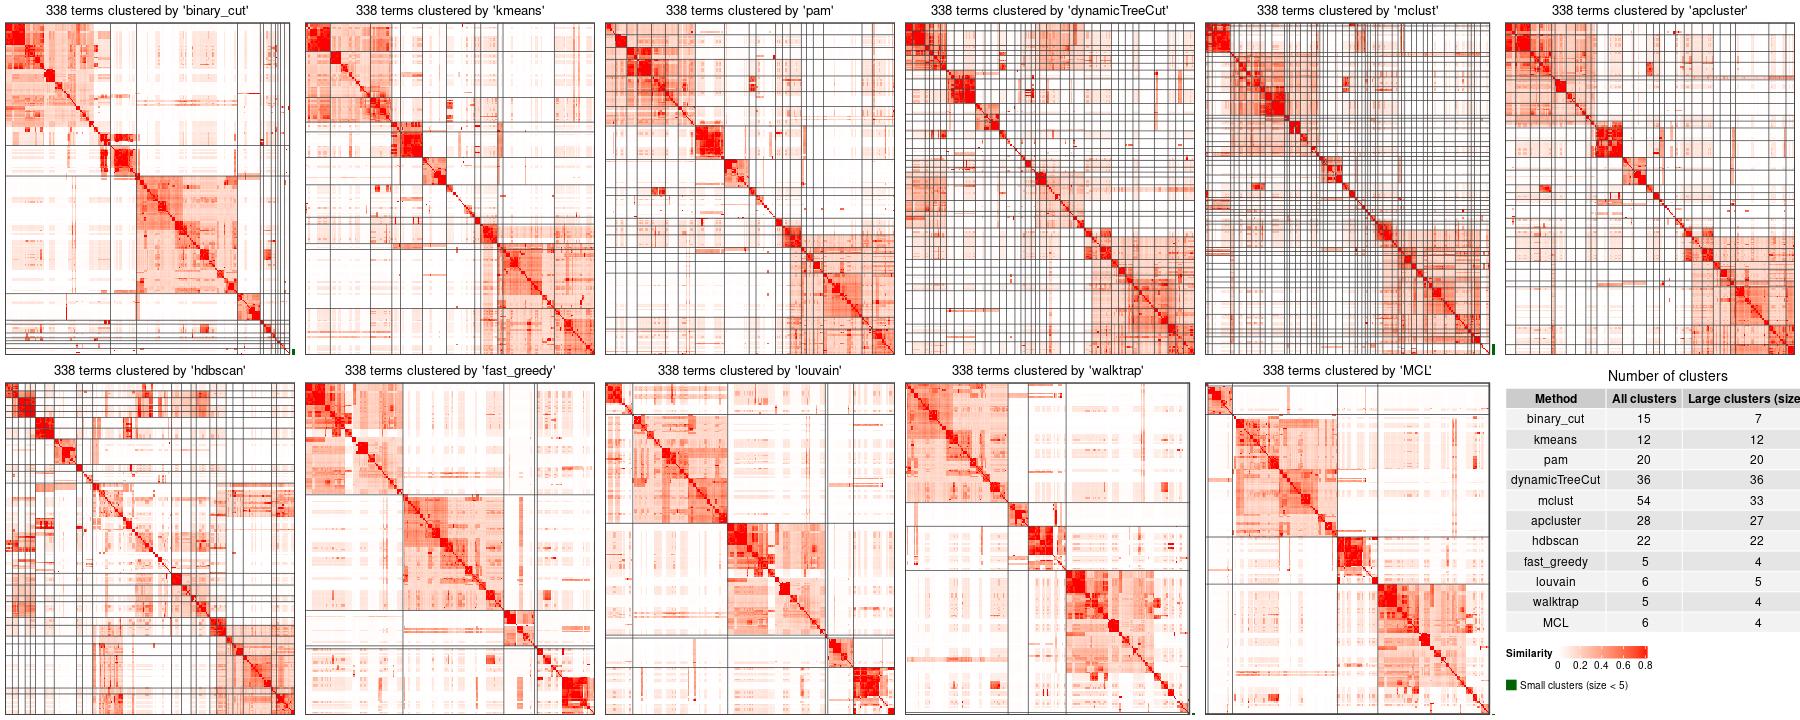 338 terms clustered by 'binary_cut'
338 terms clustered by 'kmeans'
338 terms clustered by 'pam'
338 terms clustered by 'dynamicTreeCut'
338 terms clustered by 'mclust'
338 terms clustered by 'apcluster'
338 terms clustered by 'hdbscan'
338 terms clustered by 'fast_greedy'
338 terms clustered by 'louvain'
338 terms clustered by 'walktrap'
338 terms clustered by 'MCL'
Number of clusters
Method All clusters Large clusters (size
binary_cut 15 7
kmeans 12 12
pam 20 20
dynamicTreeCut 36 36
mclust 54 33
apcluster 28 27
hdbscan 22 22
fast_greedy 5 4
louvain 6 5
walktrap 5 4
MCL 6 4
Similarity
0 0.2 0.4 0.6 0.8
Small clusters (size < 5)